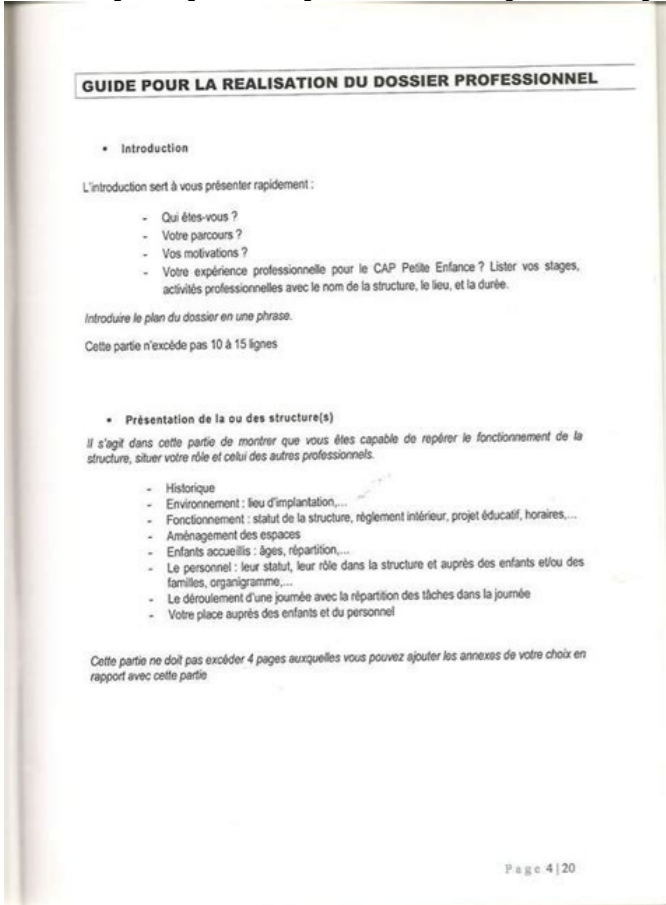 GUIDE POUR LA REALISATION DU DOSSIER PROFESSIONNEL
• Introduction
L'introduction sert à vous présenter rapidement :
- Qui êtes-vous ?
- Votre parcours ?
- Vos motivations ?
- Votre expérience professionnelle pour le CAP Petite Enfance ? Lister vos stages,
activités professionnelles avec le nom de la structure, le lieu, et la durée.
Introduire le plan du dossier en une phrase.
Cette partie n'excède pas 10 à 15 lignes
• Présentation de la ou des structure(s)
Il s'agit dans cette partie de montrer que vous êtes capable de repérer le fonctionnement de la
structure, situer votre rôle et celui des autres professionnels.
- Historique
- Environnement : lieu d'implantation,...
- Fonctionnement : statut de la structure, règlement intérieur, projet éducatif, horaires,...
- Aménagement des espaces
- Enfants accueillis : âges, répartition,...
- Le personnel : leur statut, leur rôle dans la structure et auprès des enfants et/ou des
familles, organigramme,...
- Le déroulement d'une journée avec la répartition des tâches dans la journée
- Votre place auprès des enfants et du personnel
Cette partie ne doit pas excéder 4 pages auxquelles vous pouvez ajouter les annexes de votre choix en
rapport avec cette partie
Page 4|20